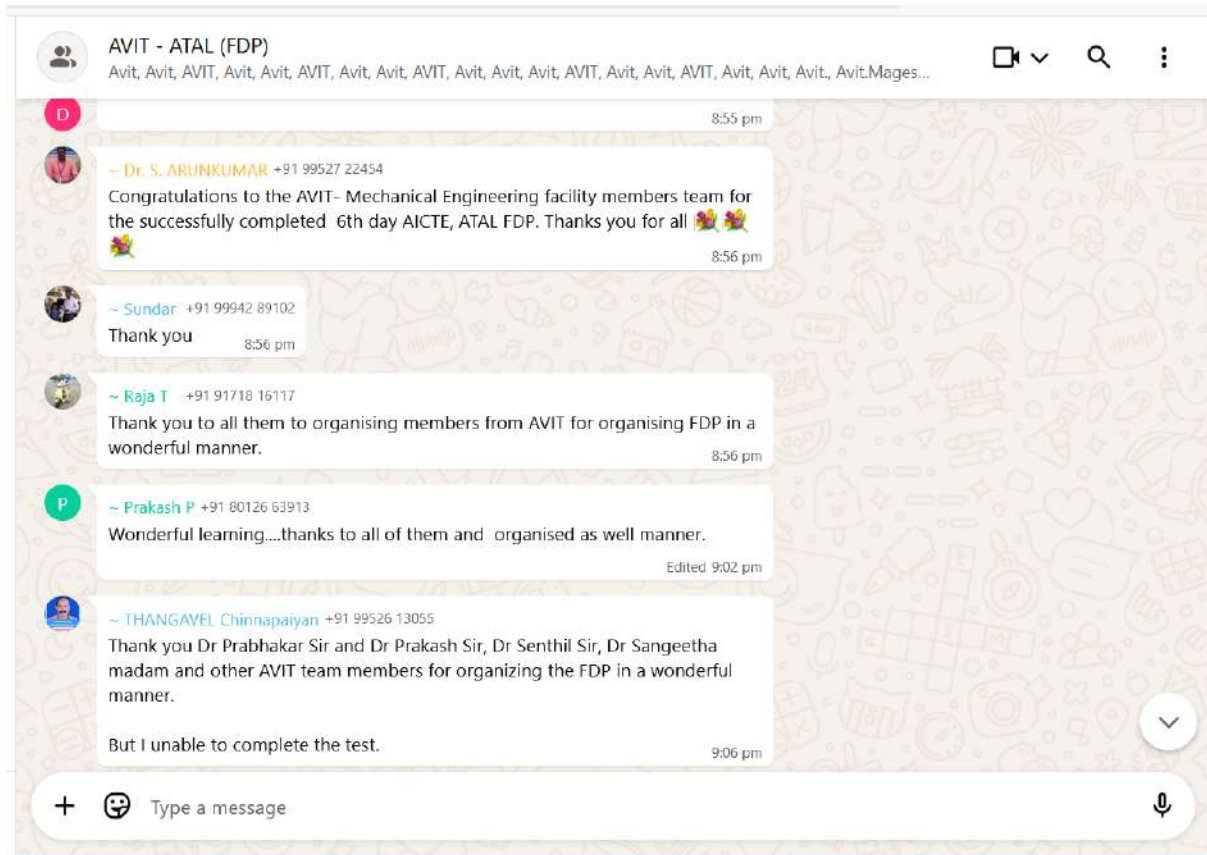 AVIT - ATAL (FDP)
Avit, Avit, AVIT, Avit, Avit, AVIT, Avit, Avit, AVIT, Avit, Avit, Avit, AVIT, Avit, Avit, AVIT, Avit, Avit, Avit., Avit.Mages...
D
8:55 pm
~ Dr. S. ARUNKUMAR +91 99527 22454
Congratulations to the AVIT- Mechanical Engineering facility members team for
the successfully completed 6th day AICTE, ATAL FDP. Thanks you for all 💐 💐
💐
8:56 pm
~ Sundar +91 99942 89102
Thank you
8:56 pm
~ Raja T +91 91718 16117
Thank you to all them to organising members from AVIT for organising FDP in a
wonderful manner.
8:56 pm
P
~ Prakash P +91 80126 63913
Wonderful learning....thanks to all of them and organised as well manner.
Edited 9:02 pm
~ THANGAVEL Chinnapaiyan +91 99526 13055
Thank you Dr Prabhakar Sir and Dr Prakash Sir, Dr Senthil Sir, Dr Sangeetha
madam and other AVIT team members for organizing the FDP in a wonderful
manner.
But I unable to complete the test.
9:06 pm
Type a message